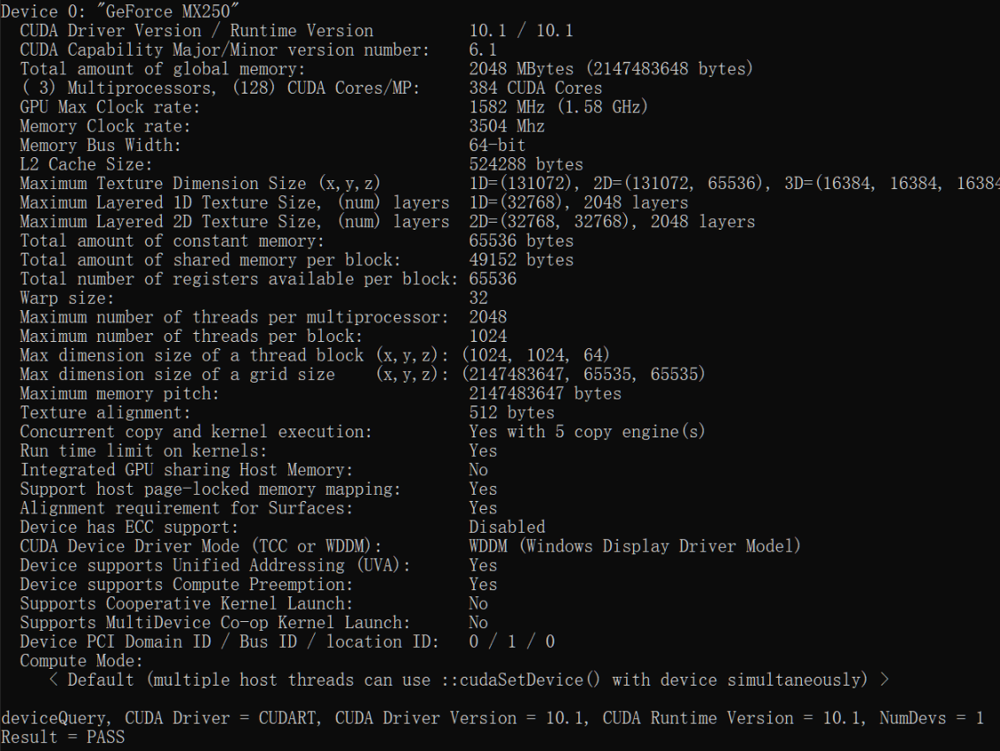 Device 0: "GeForce MX250"
CUDA Driver Version / Runtime Version 10.1 / 10.1
CUDA Capability Major/Minor version number: 6.1
Total amount of global memory: 2048 MBytes (2147483648 bytes)
( 3) Multiprocessors, (128) CUDA Cores/MP: 384 CUDA Cores
GPU Max Clock rate: 1582 MHz (1.58 GHz)
Memory Clock rate: 3504 Mhz
Memory Bus Width: 64-bit
L2 Cache Size: 524288 bytes
Maximum Texture Dimension Size (x,y,z) 1D=(131072), 2D=(131072, 65536), 3D=(16384, 16384, 16384
Maximum Layered 1D Texture Size, (num) layers 1D=(32768), 2048 layers
Maximum Layered 2D Texture Size, (num) layers 2D=(32768, 32768), 2048 layers
Total amount of constant memory: 65536 bytes
Total amount of shared memory per block: 49152 bytes
Total number of registers available per block: 65536
Warp size: 32
Maximum number of threads per multiprocessor: 2048
Maximum number of threads per block: 1024
Max dimension size of a thread block (x,y,z): (1024, 1024, 64)
Max dimension size of a grid size (x,y,z): (2147483647, 65535, 65535)
Maximum memory pitch: 2147483647 bytes
Texture alignment: 512 bytes
Concurrent copy and kernel execution: Yes with 5 copy engine(s)
Run time limit on kernels: Yes
Integrated GPU sharing Host Memory: No
Support host page-locked memory mapping: Yes
Alignment requirement for Surfaces: Yes
Device has ECC support: Disabled
CUDA Device Driver Mode (TCC or WDDM): WDDM (Windows Display Driver Model)
Device supports Unified Addressing (UVA): Yes
Device supports Compute Preemption: Yes
Supports Cooperative Kernel Launch: No
Supports MultiDevice Co-op Kernel Launch: No
Device PCI Domain ID / Bus ID / location ID: 0 / 1 / 0
Compute Mode:
< Default (multiple host threads can use ::cudaSetDevice() with device simultaneously) >
deviceQuery, CUDA Driver = CUDART, CUDA Driver Version = 10.1, CUDA Runtime Version = 10.1, NumDevs = 1
Result = PASS